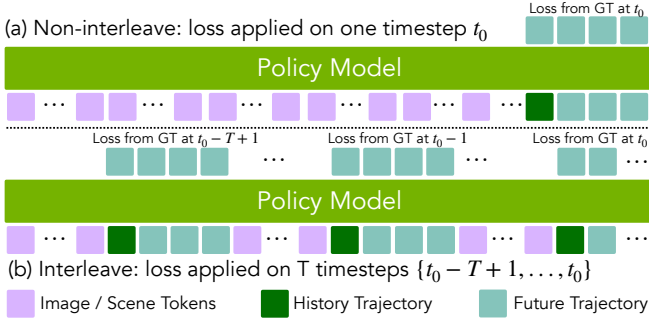 Loss from GT at t₀
(a) Non-interleave: loss applied on one timestep t₀
Policy Model
... ... ... ... ... ...
Loss from GT at t₀ − T + 1 Loss from GT at t₀ − 1 Loss from GT at t₀
... ... ...
Policy Model
... ... ... ... ...
(b) Interleave: loss applied on T timesteps {t₀ − T + 1, . . . , t₀}
Image / Scene Tokens History Trajectory Future Trajectory